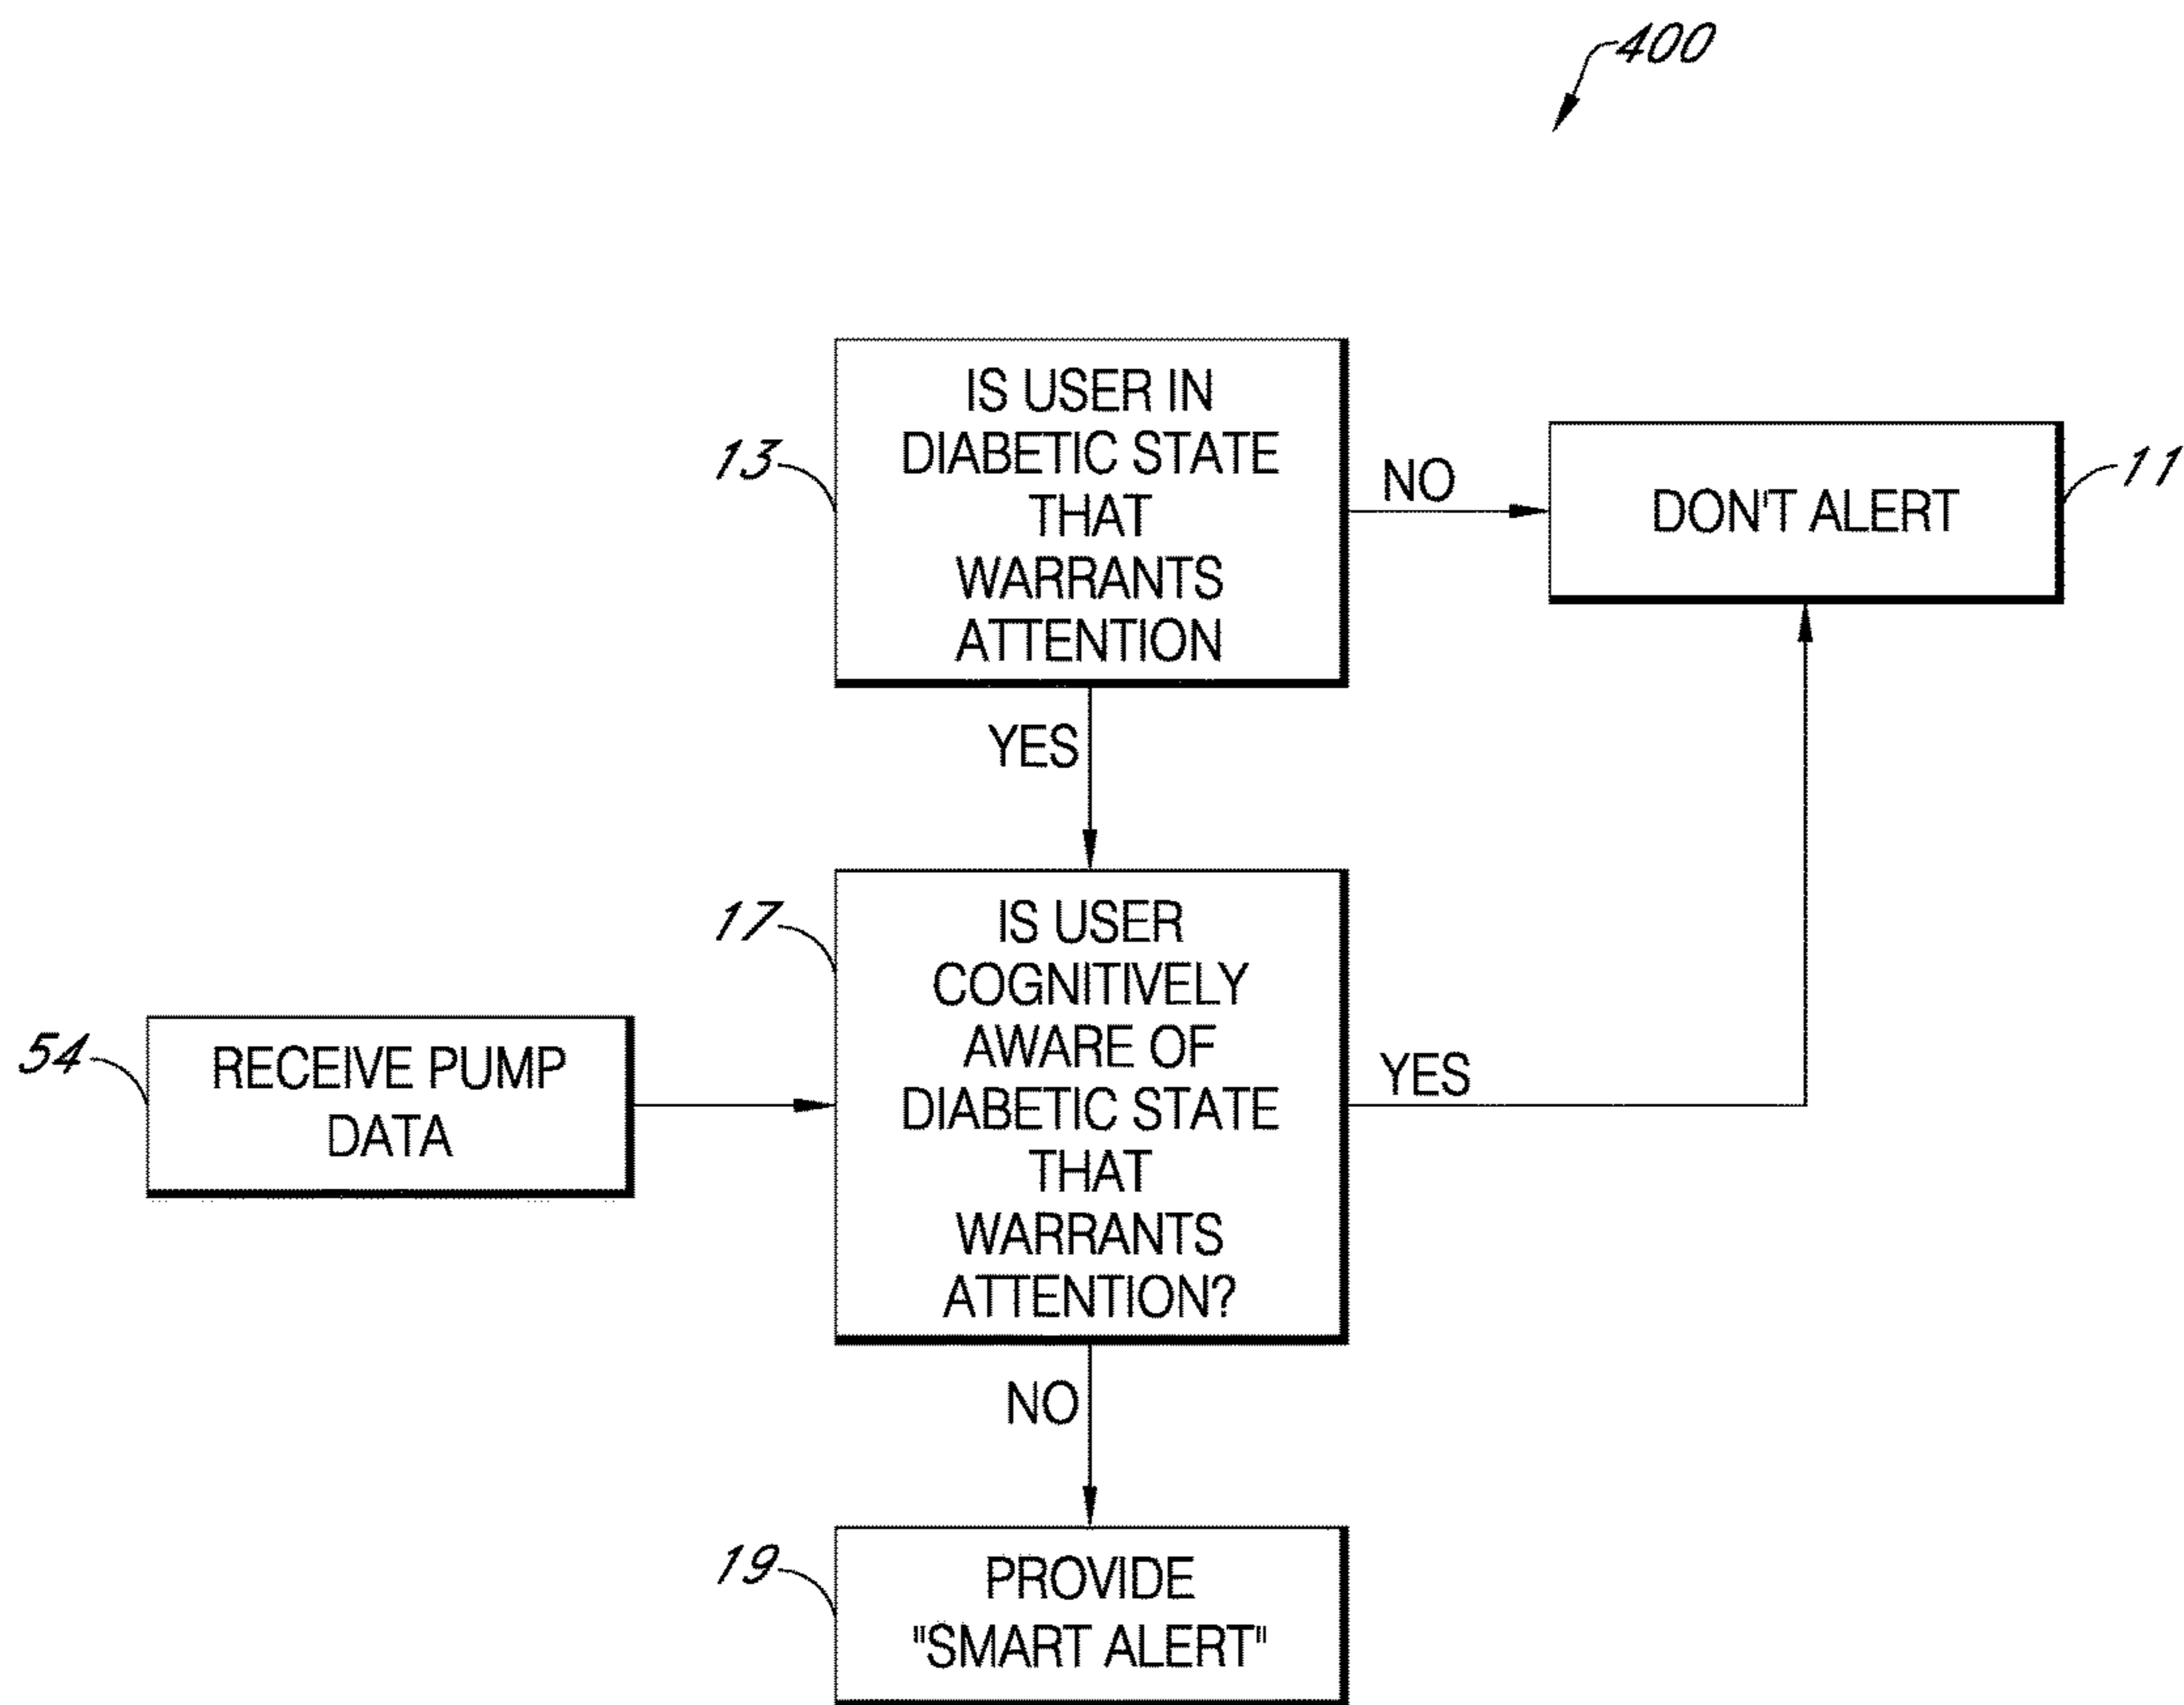 400
IS USER IN
DIABETIC STATE
THAT
WARRANTS
ATTENTION
13
NO
DON'T ALERT
11
YES
17
IS USER
COGNITIVELY
AWARE OF
DIABETIC STATE
THAT
WARRANTS
ATTENTION?
54
RECEIVE PUMP
DATA
YES
NO
19
PROVIDE
"SMART ALERT"